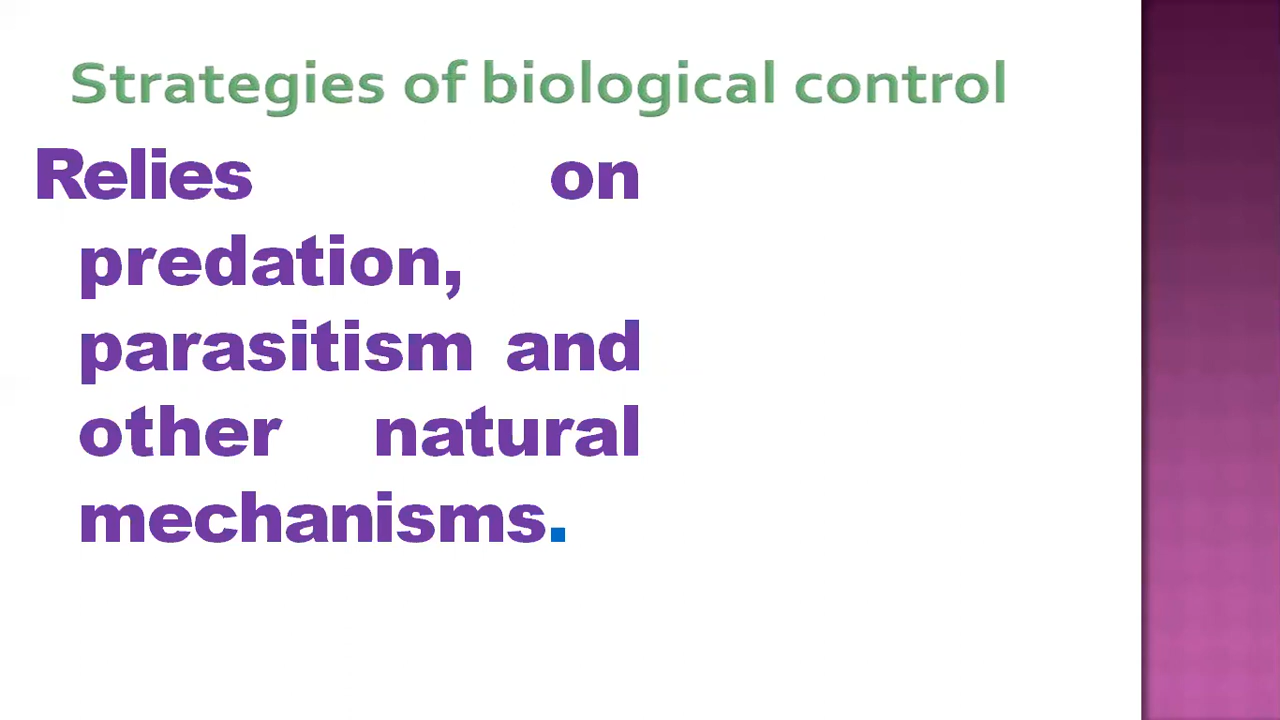 Strategies of biological control
Relies on
predation,
parasitism and
other natural
mechanisms.